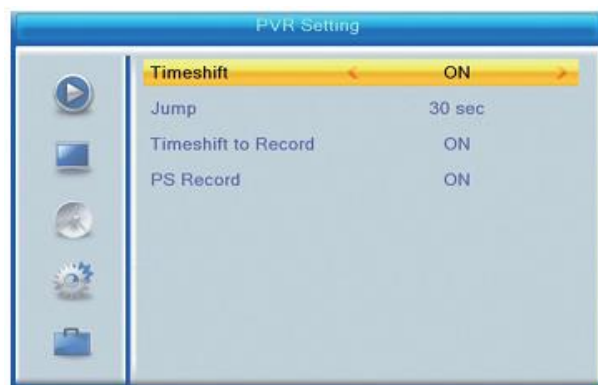 PVR Setting
Timeshift ON
Jump 30 sec
Timeshift to Record ON
PS Record ON